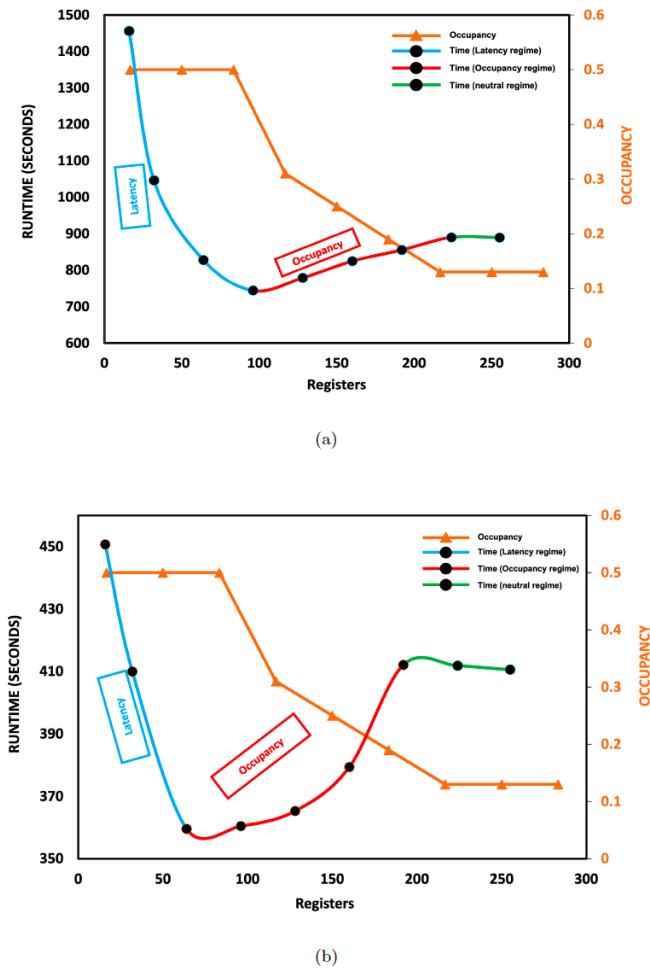 1500
1400
1300
1200
1100
1000
900
800
700
600
RUNTIME (SECONDS)
0.6
0.5
0.4
0.3
0.2
0.1
0
OCCUPANCY
Occupancy
Time (Latency regime)
Time (Occupancy regime)
Time (neutral regime)
Latency
Occupancy
0 50 100 150 200 250 300
Registers
(a)
450
430
410
390
370
350
RUNTIME (SECONDS)
0.6
0.5
0.4
0.3
0.2
0.1
0
OCCUPANCY
Occupancy
Time (Latency regime)
Time (Occupancy regime)
Time (neutral regime)
Latency
Occupancy
0 50 100 150 200 250 300
Registers
(b)